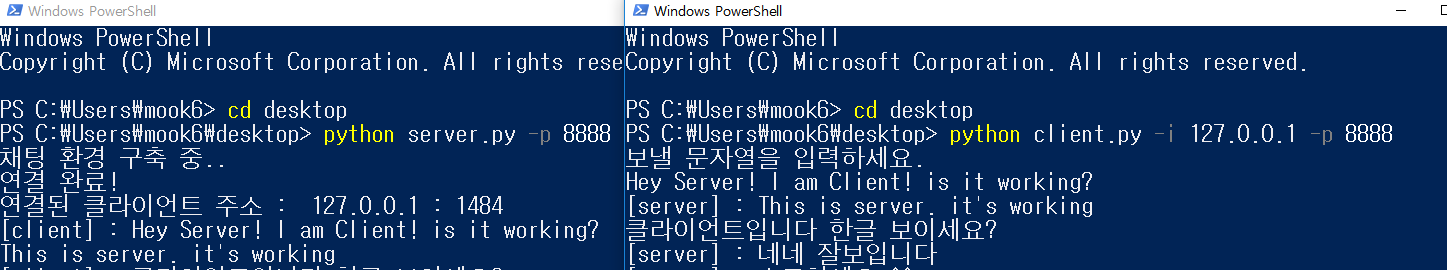 Windows PowerShell
Windows PowerShell
Copyright (C) Microsoft Corporation. All rights rese
PS C:\Users\mook6> cd desktop
PS C:\Users\mook6\desktop> python server.py -p 8888
채팅 환경 구축 중..
연결 완료!
연결된 클라이언트 주소 :  127.0.0.1 : 1484
[client] : Hey Server! I am Client! is it working?
This is server. it's working
Windows PowerShell
Windows PowerShell
Copyright (C) Microsoft Corporation. All rights reserved.
PS C:\Users\mook6> cd desktop
PS C:\Users\mook6\desktop> python client.py -i 127.0.0.1 -p 8888
보낼 문자열을 입력하세요.
Hey Server! I am Client! is it working?
[server] : This is server. it's working
클라이언트입니다 한글 보이세요?
[server] : 네네 잘보입니다